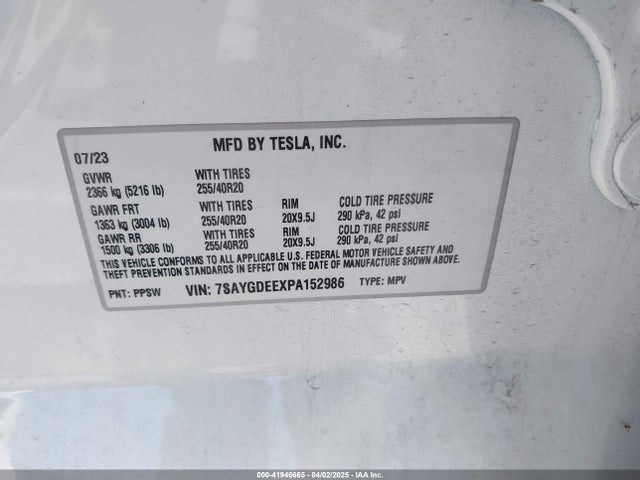 MFD BY TESLA, INC.
07/23
GVWR WITH TIRES
2366 kg (5216 lb) 255/40R20
GAWR FRT WITH TIRES RIM COLD TIRE PRESSURE
1363 kg (3004 lb) 255/40R20 20X9.5J 290 kPa, 42 psi
GAWR RR WITH TIRES RIM COLD TIRE PRESSURE
1500 kg (3306 lb) 255/40R20 20X9.5J 290 kPa, 42 psi
THIS VEHICLE CONFORMS TO ALL APPLICABLE U.S. FEDERAL MOTOR VEHICLE SAFETY AND
THEFT PREVENTION STANDARDS IN EFFECT ON THE DATE OF MANUFACTURE SHOWN ABOVE.
PNT: PPSW VIN: 7SAYGDEEXPA152986 TYPE: MPV
000-41946665 - 04/02/2025 - IAA Inc.